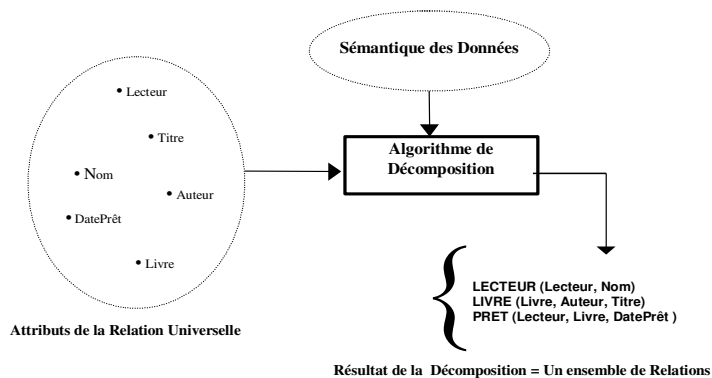 Sémantique des Données
• Lecteur
• Titre
• Nom
• Auteur
• DatePrêt
• Livre
Attributs de la Relation Universelle
Algorithme de
Décomposition
LECTEUR (Lecteur, Nom)
LIVRE (Livre, Auteur, Titre)
PRET (Lecteur, Livre, DatePrêt )
Résultat de la Décomposition = Un ensemble de Relations